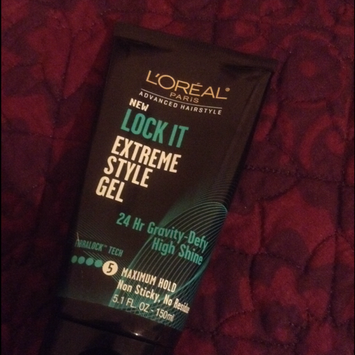 L'ORÉAL
PARIS
ADVANCED HAIRSTYLE
NEW
LOCK IT
EXTREME
STYLE
GEL
24 Hr Gravity-Defy
High Shine
TECH
5 MAXIMUM HOLD
Non Sticky, No Residue
5.1 FL. OZ - 150ml